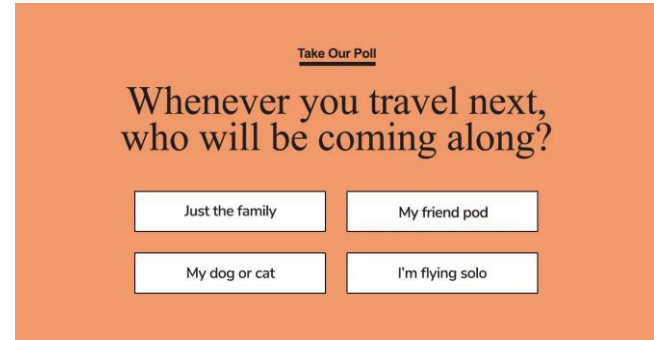 Take Our Poll
Whenever you travel next,
who will be coming along?
Just the family
My friend pod
My dog or cat
I'm flying solo